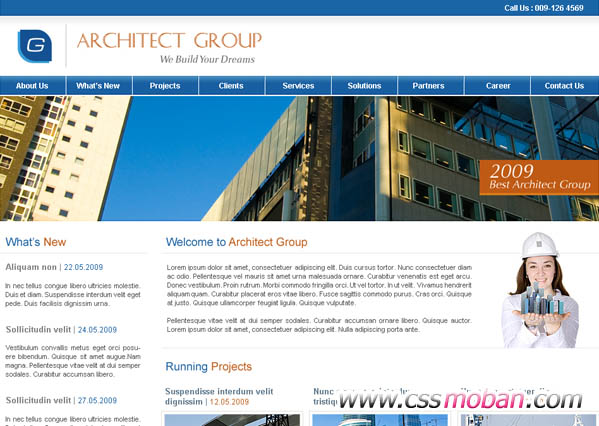 Call Us : 009-126 4569
G
ARCHITECT GROUP
We Build Your Dreams
About Us
What's New
Projects
Clients
Services
Solutions
Partners
Career
Contact Us
2009
Best Architect Group
What's New
Aliquam non | 22.05.2009
In nec tellus congue libero ultricies molestie.
Duis et diam. Suspendisse interdum velit eget
pede. Duis facilisis dignissim urna.
Sollicitudin velit | 24.05.2009
Vestibulum convallis metus eget orci posu-
ere bibendum. Quisque sit amet augue.Nam
magna. Pellentesque vitae velit at dui semper
sodales. Curabitur accumsan libero.
Sollicitudin velit | 27.05.2009
In nec tellus congue libero ultricies molestie.
Duis et diam. Suspendisse interdum velit eget
Welcome to Architect Group
Lorem ipsum dolor sit amet, consectetuer adipiscing elit. Duis cursus tortor. Nunc consectetuer diam
ac odio. Pellentesque vel mauris sit amet urna malesuada ornare. Curabitur venenatis est eget arcu.
Donec vestibulum. Proin rutrum. Morbi commodo fringilla orci. Ut vel tortor. In ut velit. Vivamus hendrerit
aliquam quam. Curabitur placerat eros vitae libero. Fusce sagittis commodo purus. Cras orci. Quisque
at justo. Quisque ullamcorper feugiat ligula. Quisque vulputate.
Pellentesque vitae velit at dui semper sodales. Curabitur accumsan ornare libero. Quisque auctor.
Lorem ipsum dolor sit amet, consectetuer adipiscing elit. Nulla adipiscing porta ante.
Running Projects
Suspendisse interdum velit
dignissim | 12.05.2009
www.cssmoban.com